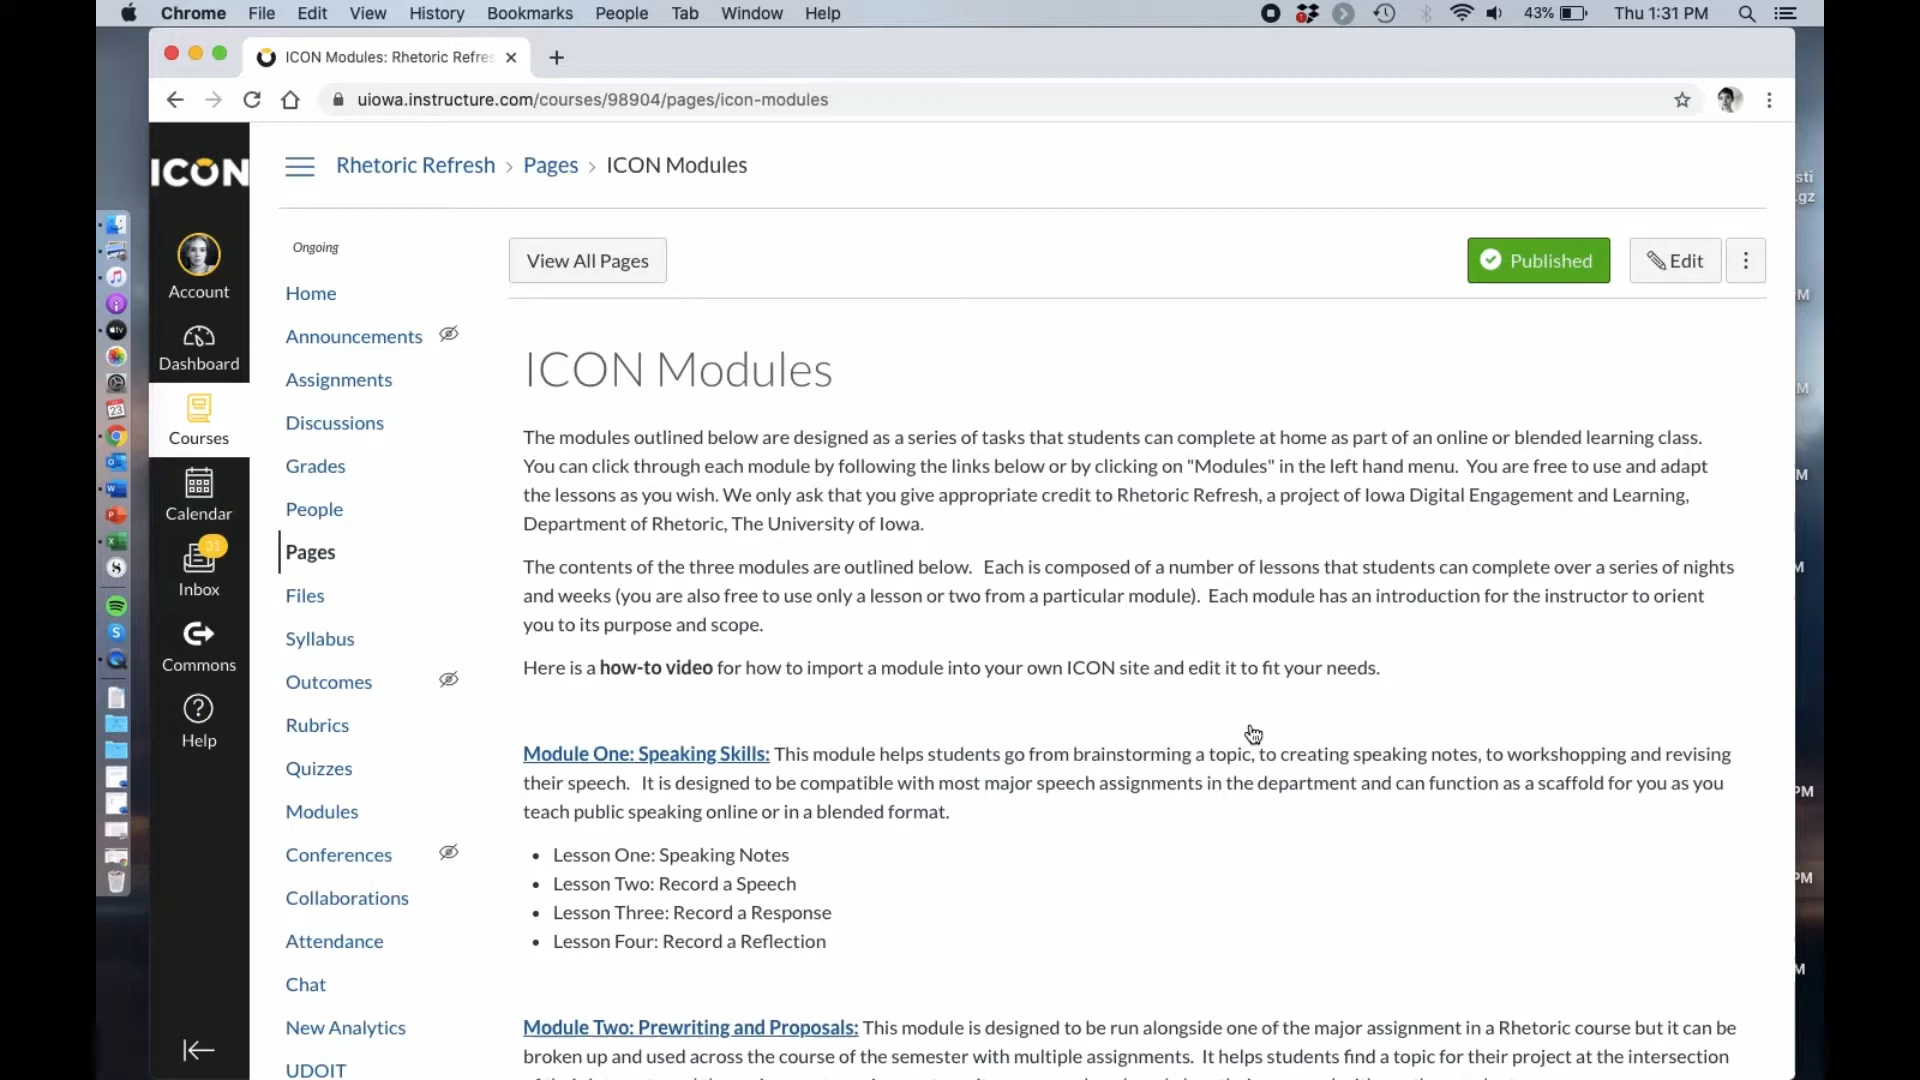 Chrome File Edit View History Bookmarks People Tab Window Help 43% Thu 1:31 PM
ICON Modules: Rhetoric Refres
uiowa.instructure.com/courses/98904/pages/icon-modules
ICON
Account
Dashboard
Courses
Calendar
31
Inbox
Commons
Help
23
Rhetoric Refresh › Pages › ICON Modules
Ongoing
Home
Announcements
Assignments
Discussions
Grades
People
Pages
Files
Syllabus
Outcomes
Rubrics
Quizzes
Modules
Conferences
Collaborations
Attendance
Chat
New Analytics
UDOIT
View All Pages
Published
Edit
ICON Modules
The modules outlined below are designed as a series of tasks that students can complete at home as part of an online or blended learning class.
You can click through each module by following the links below or by clicking on "Modules" in the left hand menu. You are free to use and adapt
the lessons as you wish. We only ask that you give appropriate credit to Rhetoric Refresh, a project of Iowa Digital Engagement and Learning,
Department of Rhetoric, The University of Iowa.
The contents of the three modules are outlined below. Each is composed of a number of lessons that students can complete over a series of nights
and weeks (you are also free to use only a lesson or two from a particular module). Each module has an introduction for the instructor to orient
you to its purpose and scope.
Here is a how-to video for how to import a module into your own ICON site and edit it to fit your needs.
Module One: Speaking Skills: This module helps students go from brainstorming a topic, to creating speaking notes, to workshopping and revising
their speech. It is designed to be compatible with most major speech assignments in the department and can function as a scaffold for you as you
teach public speaking online or in a blended format.
• Lesson One: Speaking Notes
• Lesson Two: Record a Speech
• Lesson Three: Record a Response
• Lesson Four: Record a Reflection
Module Two: Prewriting and Proposals: This module is designed to be run alongside one of the major assignment in a Rhetoric course but it can be
broken up and used across the course of the semester with multiple assignments. It helps students find a topic for their project at the intersection
sti
.gz
M
M
M
M
PM
PM
M